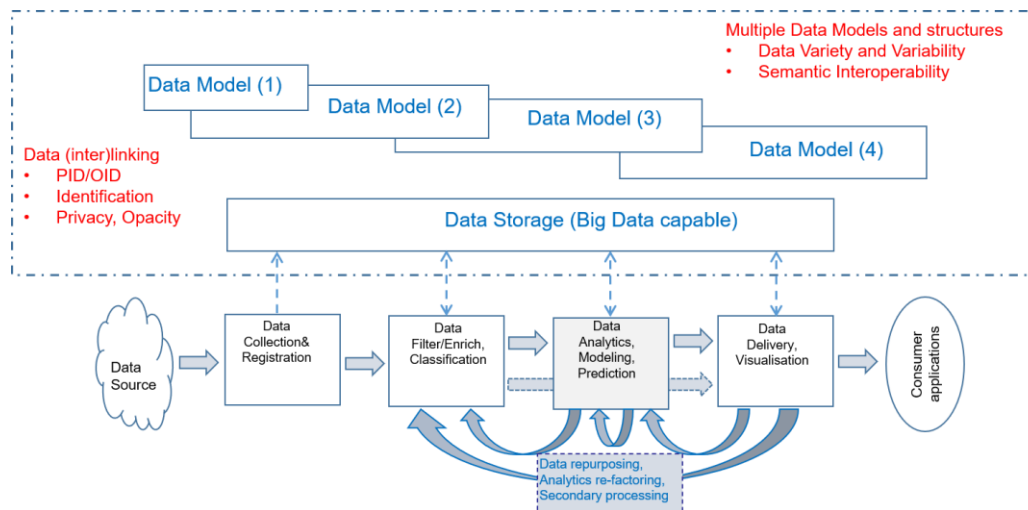 Multiple Data Models and structures
• Data Variety and Variability
• Semantic Interoperability
Data Model (1)
Data Model (2)
Data Model (3)
Data Model (4)
Data (inter)linking
• PID/OID
• Identification
• Privacy, Opacity
Data Storage (Big Data capable)
Data
Source
Data
Collection&
Registration
Data
Filter/Enrich,
Classification
Data
Analytics,
Modeling,
Prediction
Data
Delivery,
Visualisation
Consumer
applications
Data repurposing,
Analytics re-factoring,
Secondary processing